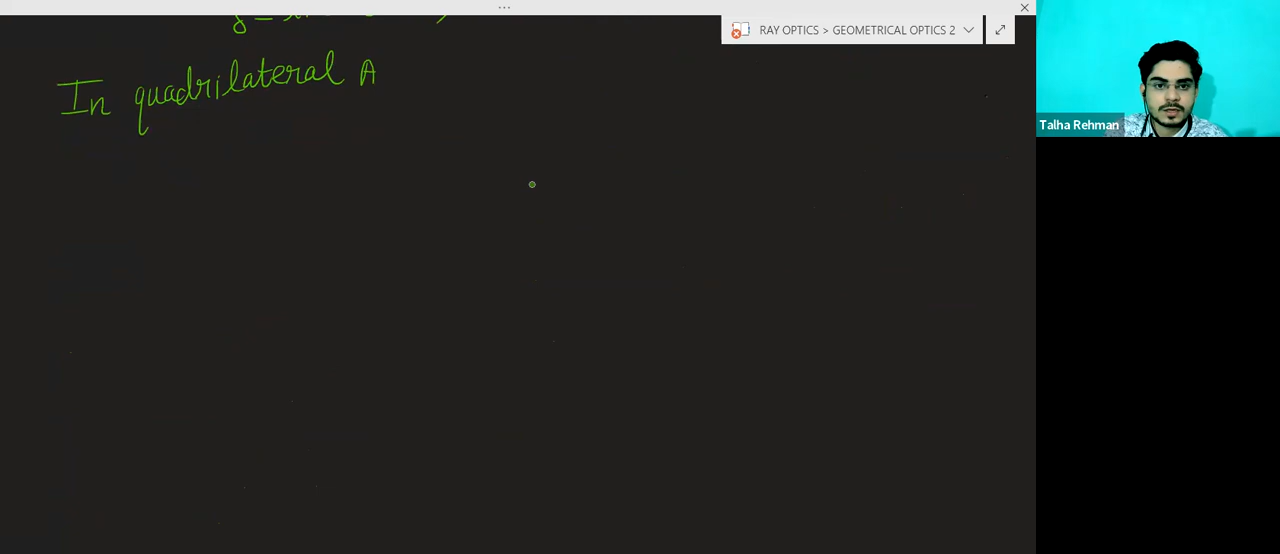 RAY OPTICS > GEOMETRICAL OPTICS 2
In quadrilateral A
Talha Rehman